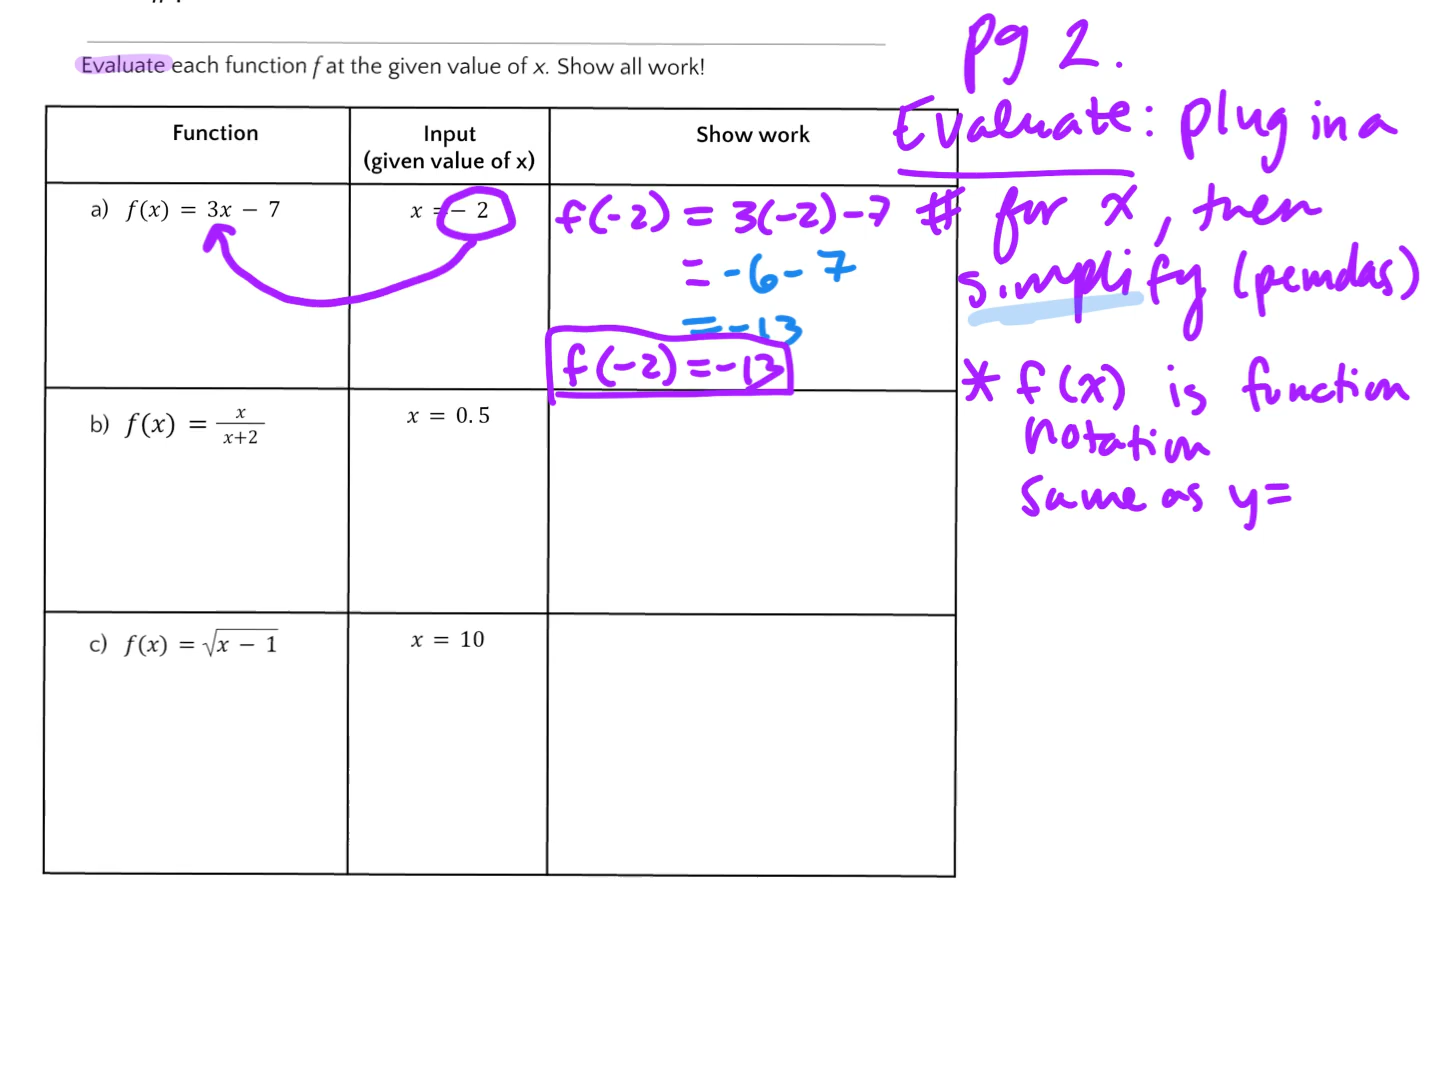 Evaluate each function f at the given value of x. Show all work!
pg 2.
Evaluate: plug in a
# for x, then
simplify (pemdas)
* f(x) is function
notation
same as y=
Function
Input
(given value of x)
Show work
a) f(x) = 3x − 7
x = − 2
f(-2) = 3(-2)-7
= -6-7
= -13
f(-2) = -13
b) f(x) = x/(x+2)
x = 0.5
c) f(x) = √(x − 1)
x = 10